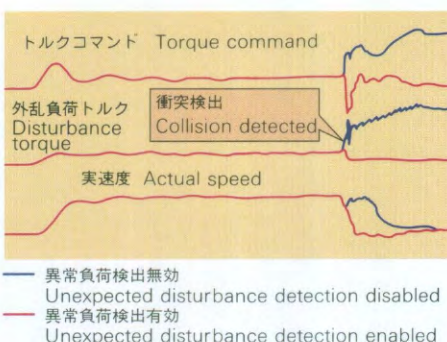 トルクコマンド Torque command
外乱負荷トルク
Disturbance
torque
衝突検出
Collision detected
実速度 Actual speed
異常負荷検出無効
Unexpected disturbance detection disabled
異常負荷検出有効
Unexpected disturbance detection enabled